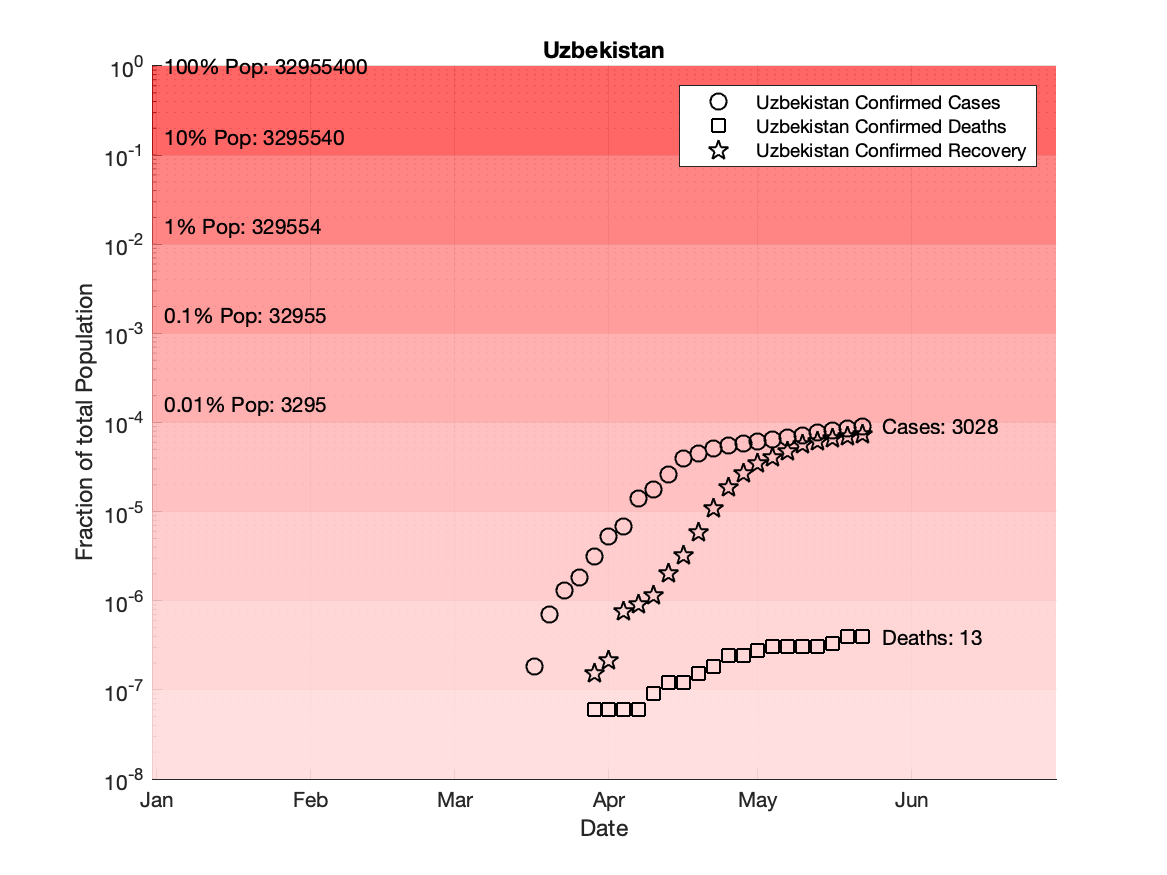 Uzbekistan
10^0
100% Pop: 32955400
Uzbekistan Confirmed Cases
Uzbekistan Confirmed Deaths
Uzbekistan Confirmed Recovery
10% Pop: 3295540
10^-1
1% Pop: 329554
10^-2
0.1% Pop: 32955
10^-3
0.01% Pop: 3295
10^-4
Cases: 3028
10^-5
10^-6
Deaths: 13
10^-7
10^-8
Fraction of total Population
Jan Feb Mar Apr May Jun
Date